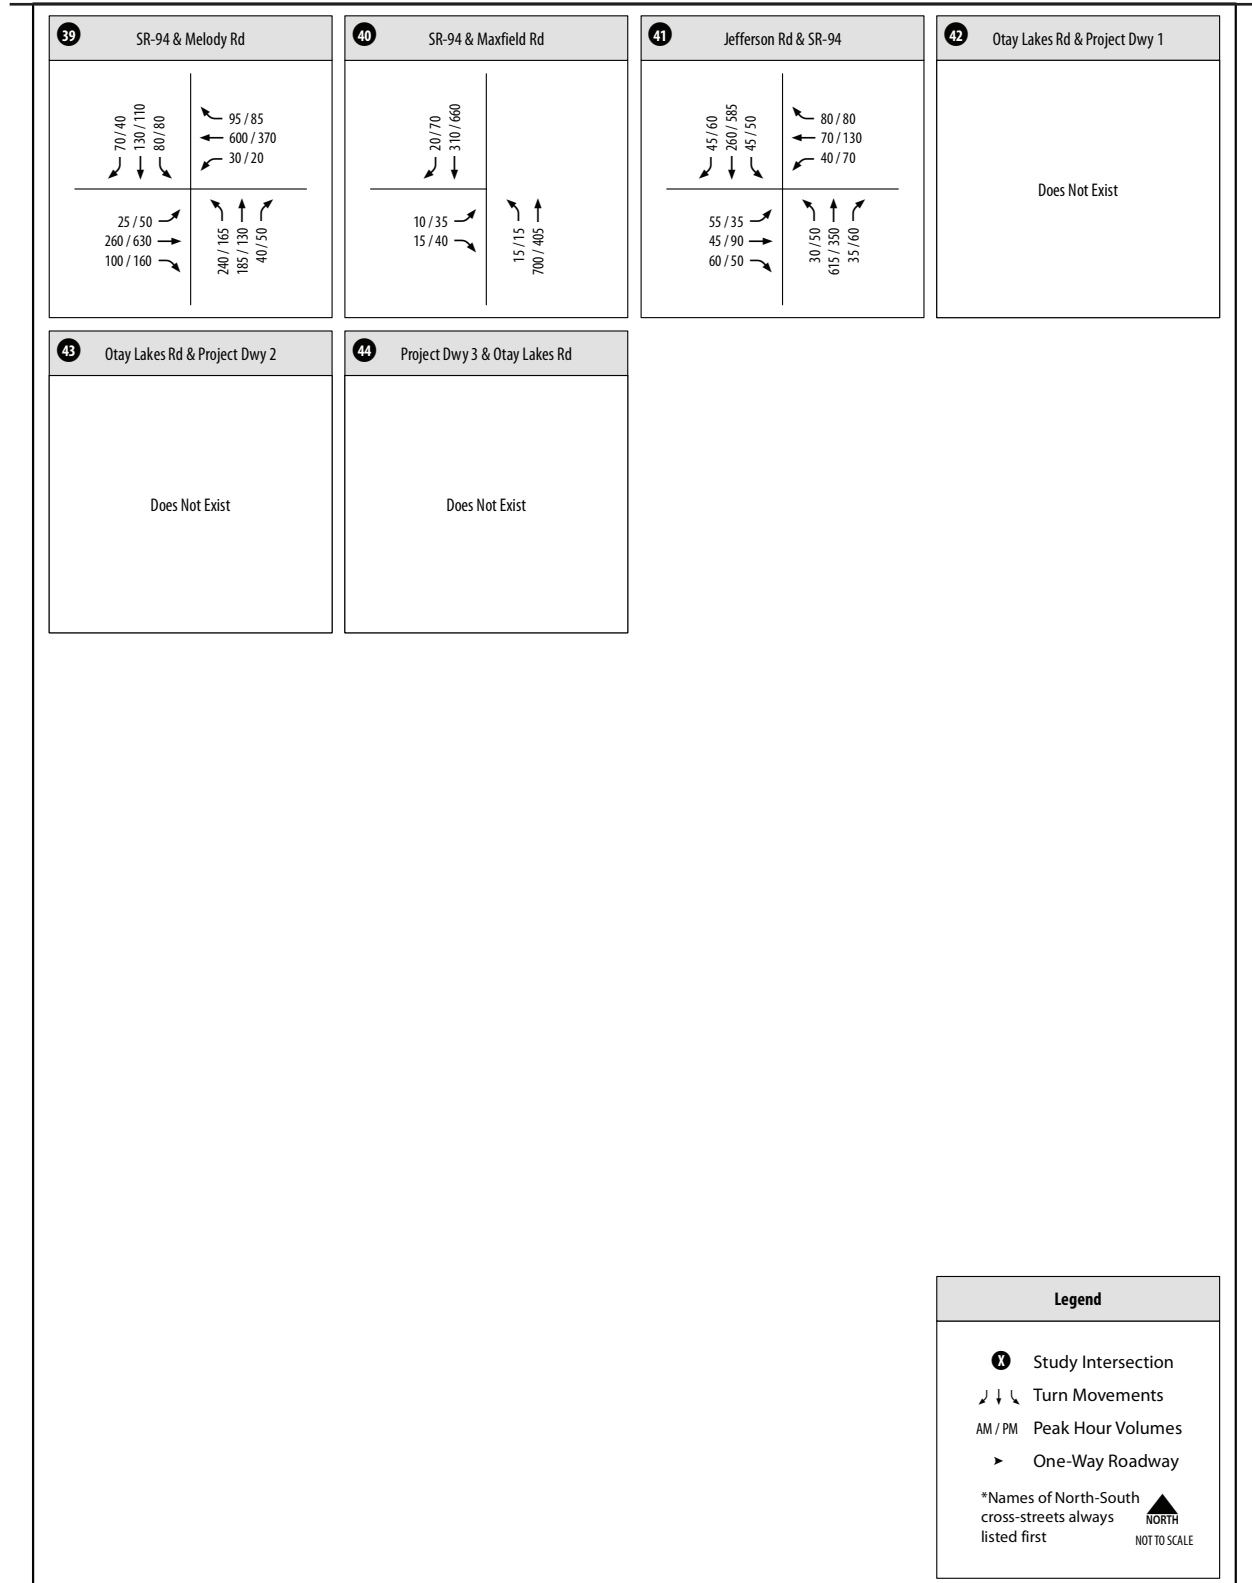 39 SR-94 & Melody Rd
70 / 40
130 / 110
80 / 80
95 / 85
600 / 370
30 / 20
25 / 50
260 / 630
100 / 160
240 / 165
185 / 130
40 / 50
40 SR-94 & Maxfield Rd
20 / 70
310 / 660
10 / 35
15 / 40
15 / 15
700 / 405
41 Jefferson Rd & SR-94
45 / 60
260 / 585
45 / 50
80 / 80
70 / 130
40 / 70
55 / 35
45 / 90
60 / 50
30 / 50
615 / 350
35 / 60
42 Otay Lakes Rd & Project Dwy 1
Does Not Exist
43 Otay Lakes Rd & Project Dwy 2
Does Not Exist
44 Project Dwy 3 & Otay Lakes Rd
Does Not Exist
Legend
X Study Intersection
Turn Movements
AM / PM Peak Hour Volumes
One-Way Roadway
*Names of North-South
cross-streets always
listed first
NORTH
NOT TO SCALE